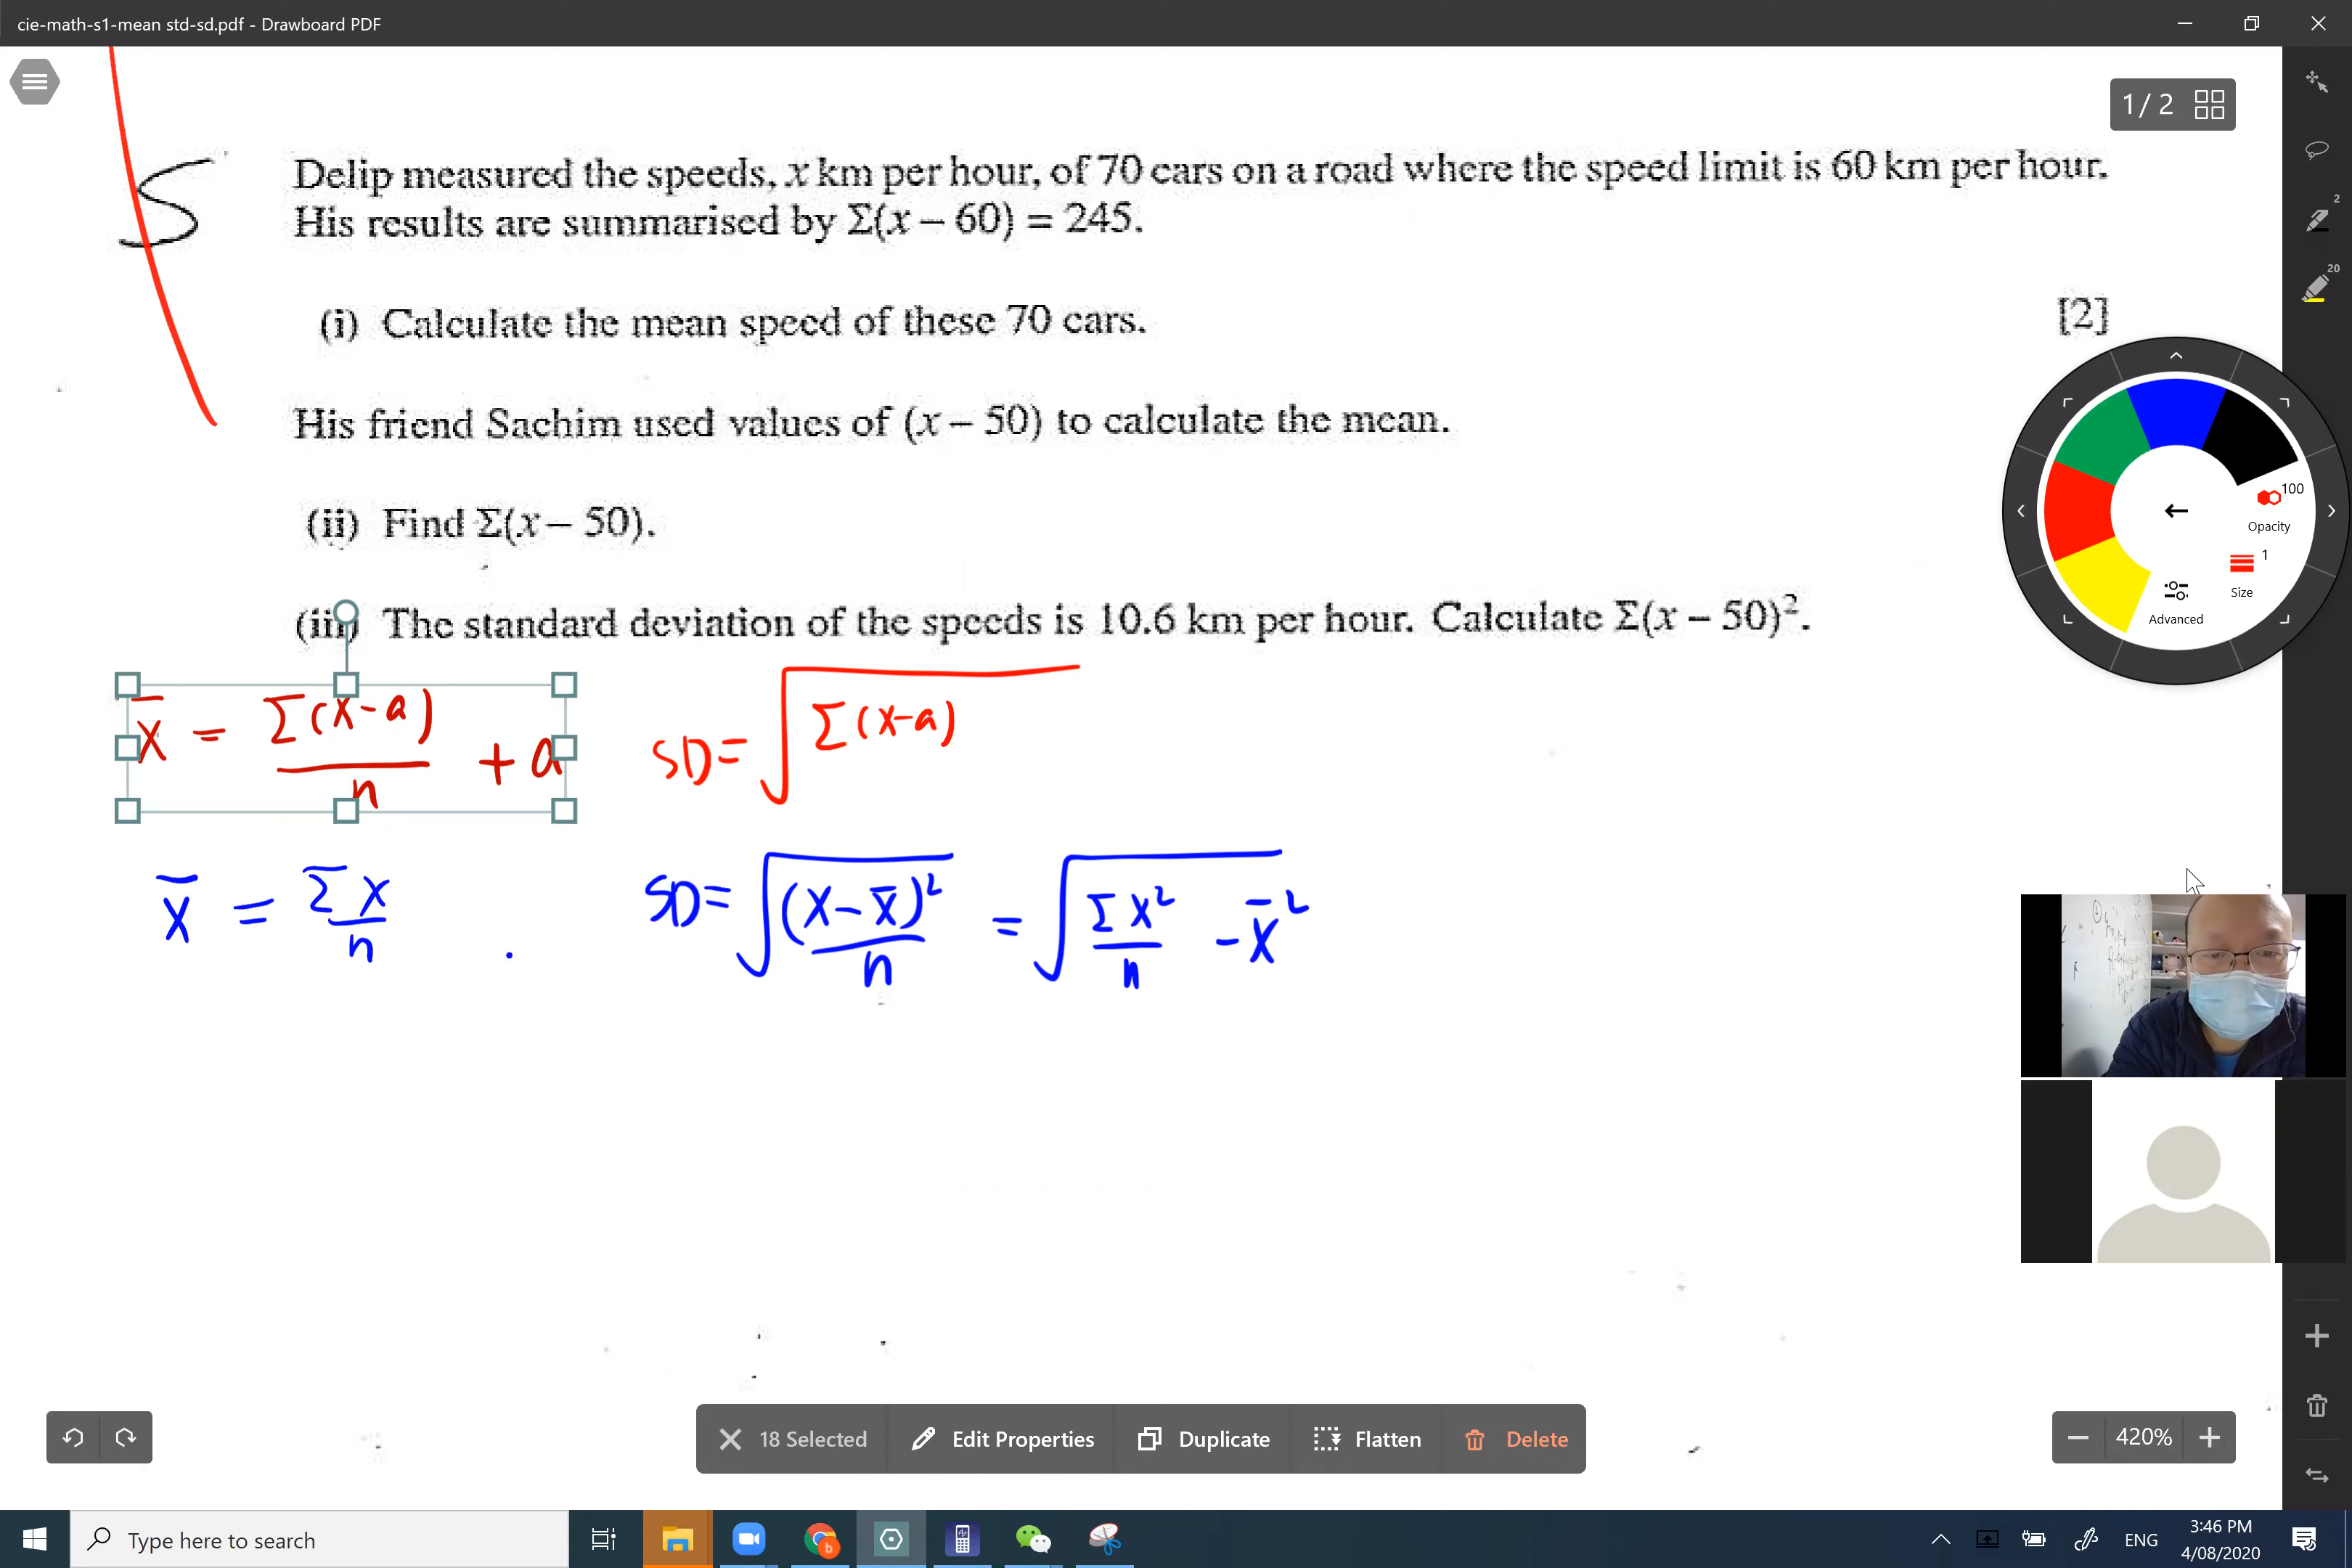 cie-math-s1-mean std-sd.pdf - Drawboard PDF
1 / 2
5 Delip measured the speeds, x km per hour, of 70 cars on a road where the speed limit is 60 km per hour.
His results are summarised by Σ(x – 60) = 245.
(i) Calculate the mean speed of these 70 cars. [2]
His friend Sachim used values of (x – 50) to calculate the mean.
(ii) Find Σ(x – 50).
(iii) The standard deviation of the speeds is 10.6 km per hour. Calculate Σ(x – 50)².
x̄ = Σ(x-a)/n + a
SD = √Σ(x-a)
x̄ = Σx/n
SD = √((x-x̄)²/n) = √(Σx²/n - x̄²)
2
20
100
Opacity
1
Size
Advanced
18 Selected
Edit Properties
Duplicate
Flatten
Delete
420%
Type here to search
ENG
3:46 PM
4/08/2020